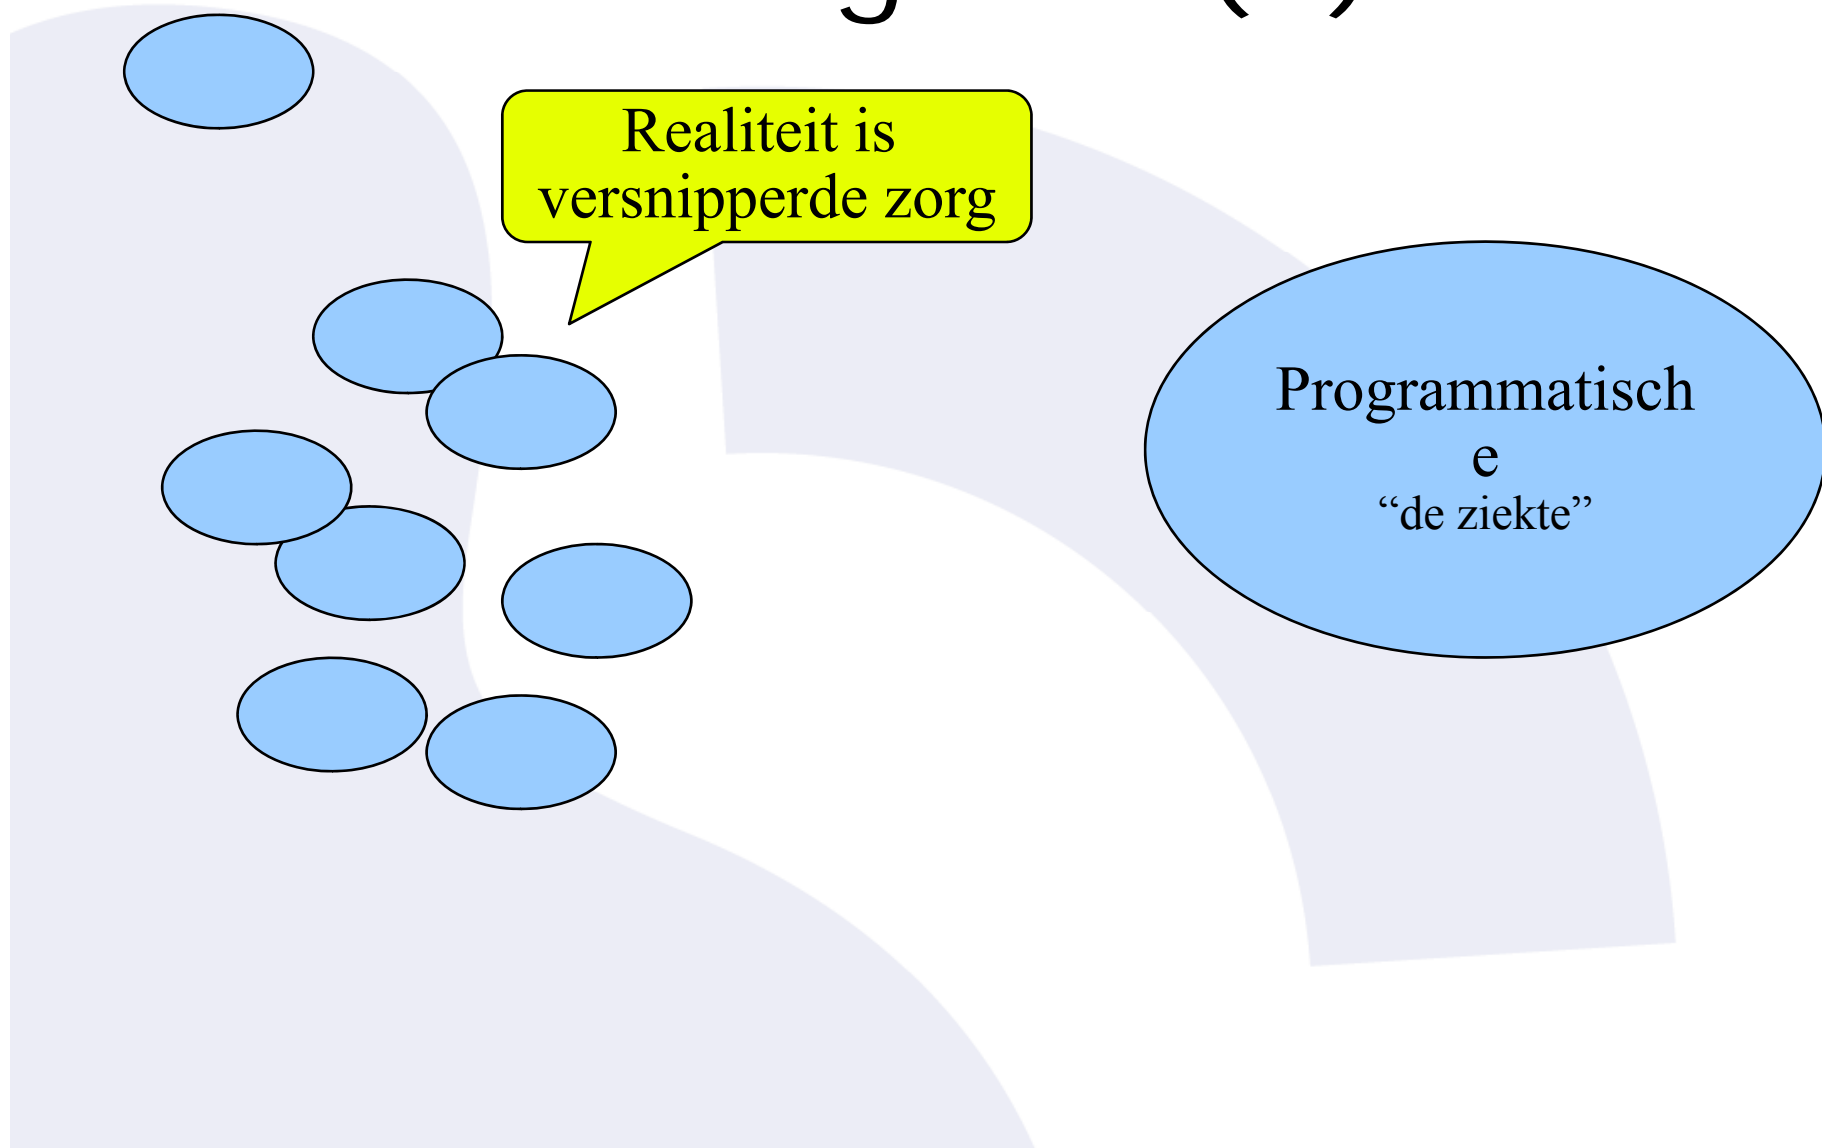 Realiteit is
versnipperde zorg
Programmatisch
e
“de ziekte”